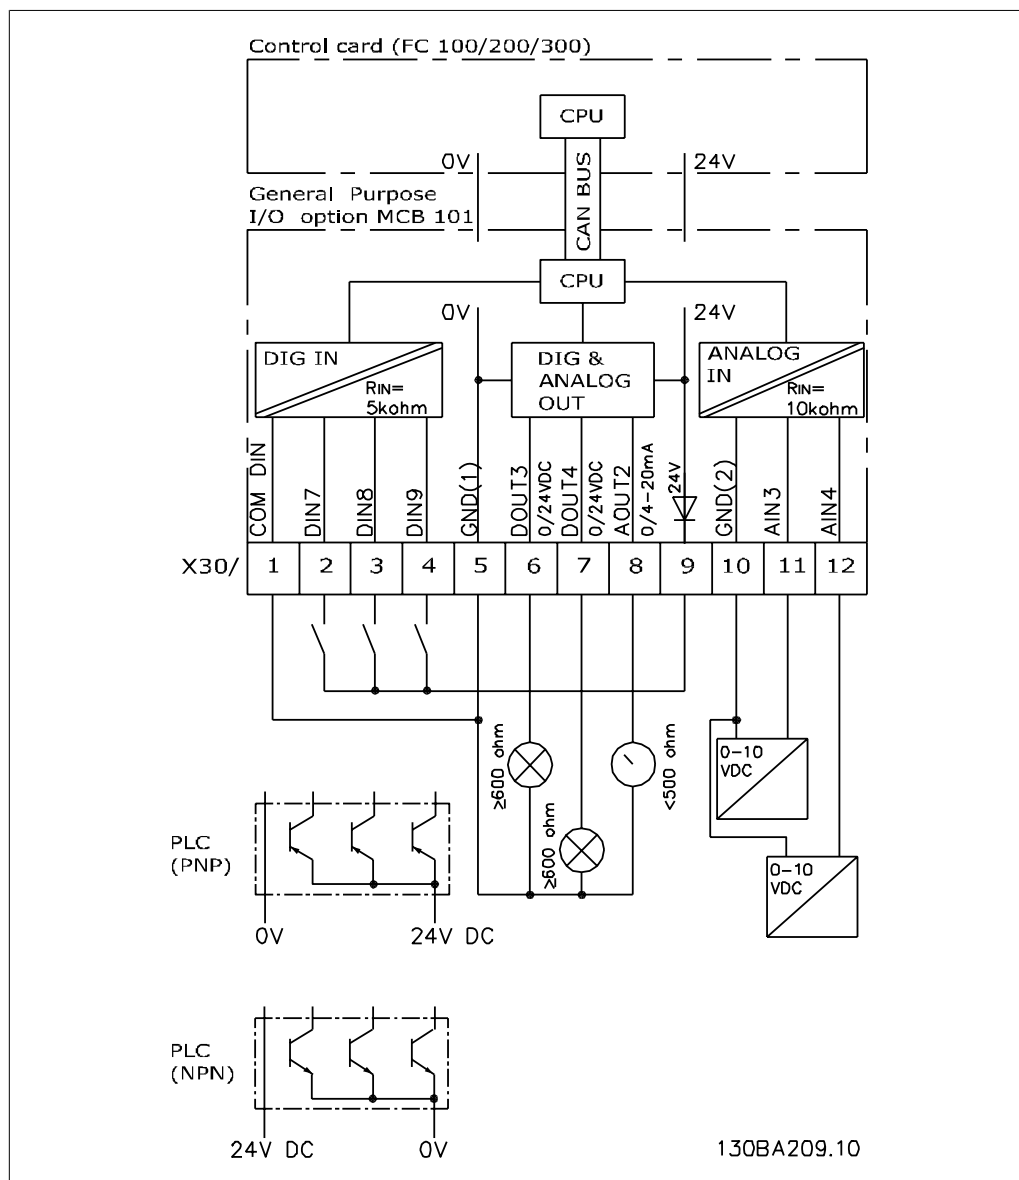 Control card (FC 100/200/300)
CPU
0V
24V
CAN BUS
General Purpose
I/O option MCB 101
CPU
0V
24V
DIG IN
RIN=
5kohm
DIG &
ANALOG
OUT
ANALOG
IN
RIN=
10kohm
COM DIN
DIN7
DIN8
DIN9
GND(1)
DOUT3
0/24VDC
DOUT4
0/24VDC
AOUT2
0/4-20mA
24V
GND(2)
AIN3
AIN4
X30/
1
2
3
4
5
6
7
8
9
10
11
12
≥600 ohm
≥600 ohm
<500 ohm
0-10
VDC
0-10
VDC
PLC
(PNP)
0V
24V DC
PLC
(NPN)
24V DC
0V
130BA209.10